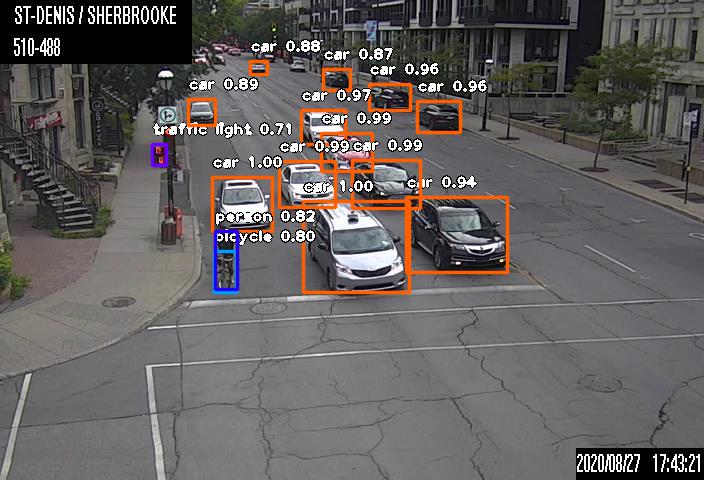 ST-DENIS / SHERBROOKE
510-488
car 0.88
car 0.87
car 0.96
car 0.89
car 0.96
car 0.97
car 0.99
traffic light 0.71
car 0.99
car 0.99
car 1.00
car 1.00
car 0.94
person 0.82
bicycle 0.80
2020/08/27 17:43:21